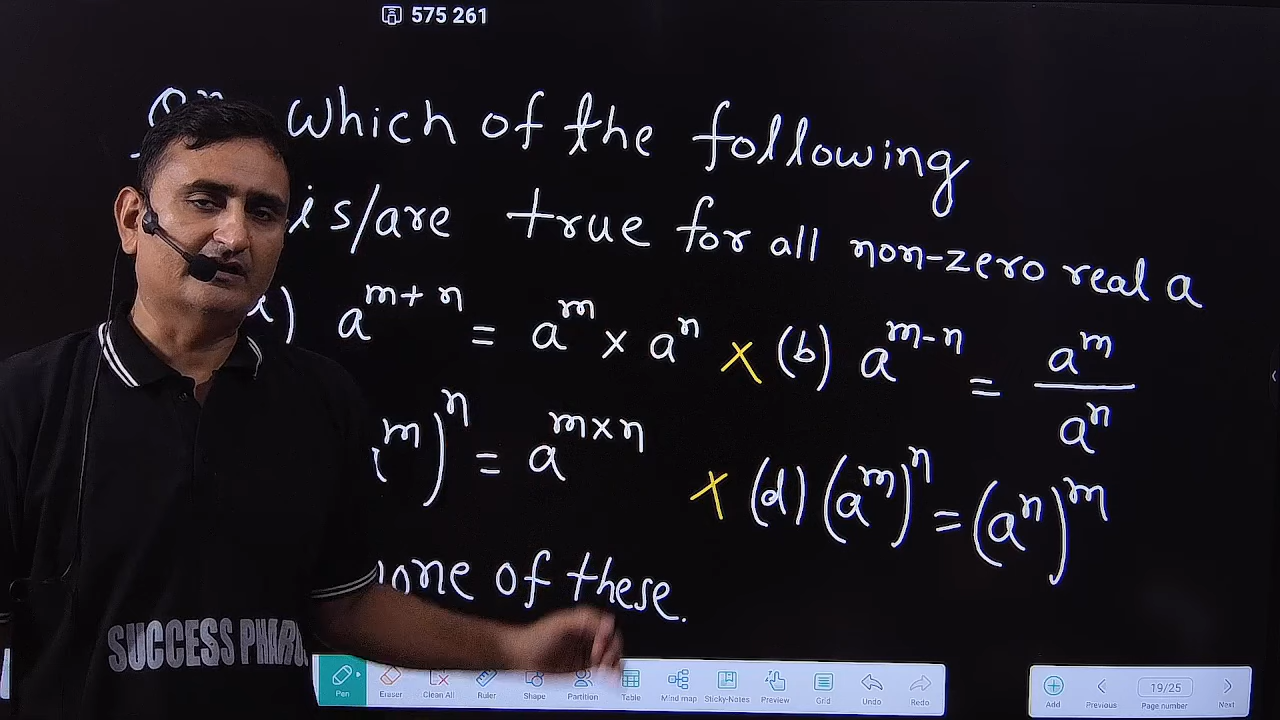 575 261
Which of the following
is/are true for all non-zero real a
a) a^{m+n} = a^m × a^n × (b) a^{m-n} = a^m / a^n
(a^m)^n = a^{m×n} × (d) (a^m)^n = (a^n)^m
none of these.
SUCCESS
Pen Eraser Clean All Ruler Shape Partition Table Mind map Sticky-Notes Preview Grid Undo Redo
Add Previous 19/25 Page number Next